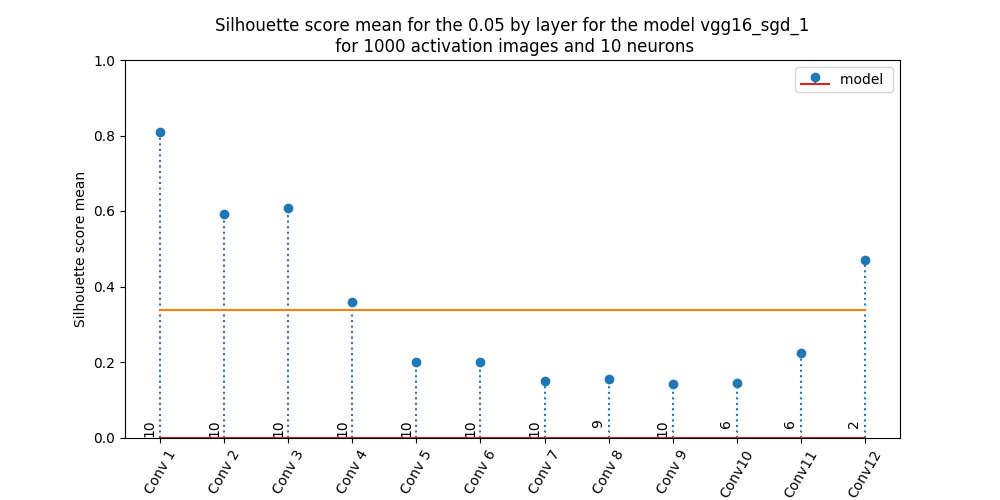 Silhouette score mean for the 0.05 by layer for the model vgg16_sgd_1
for 1000 activation images and 10 neurons
model
1.0
0.8
0.6
0.4
0.2
0.0
Silhouette score mean
10
10
10
10
10
10
10
9
10
6
6
2
Conv 1
Conv 2
Conv 3
Conv 4
Conv 5
Conv 6
Conv 7
Conv 8
Conv 9
Conv10
Conv11
Conv12